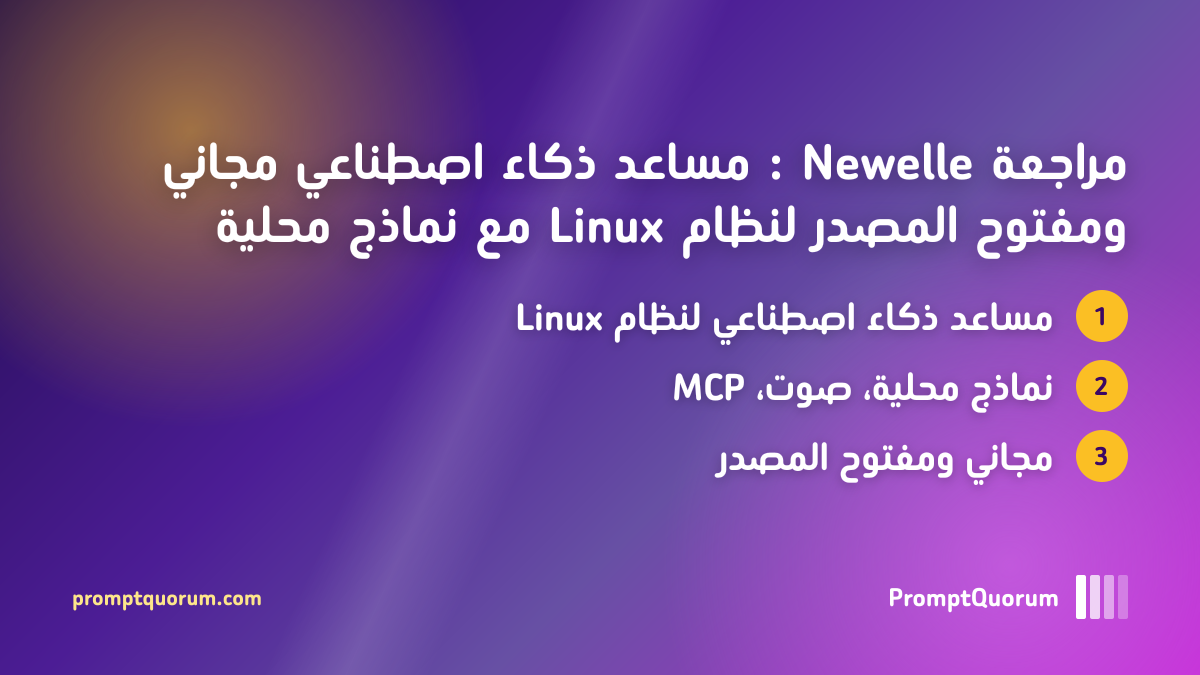 مراجعة Newelle : مساعد ذكاء اصطناعي مجاني
ومفتوح المصدر لنظام Linux مع نماذج محلية
1 مساعد ذكاء اصطناعي لنظام Linux
2 نماذج محلية، صوت، MCP
3 مجاني ومفتوح المصدر
PromptQuorum
promptquorum.com